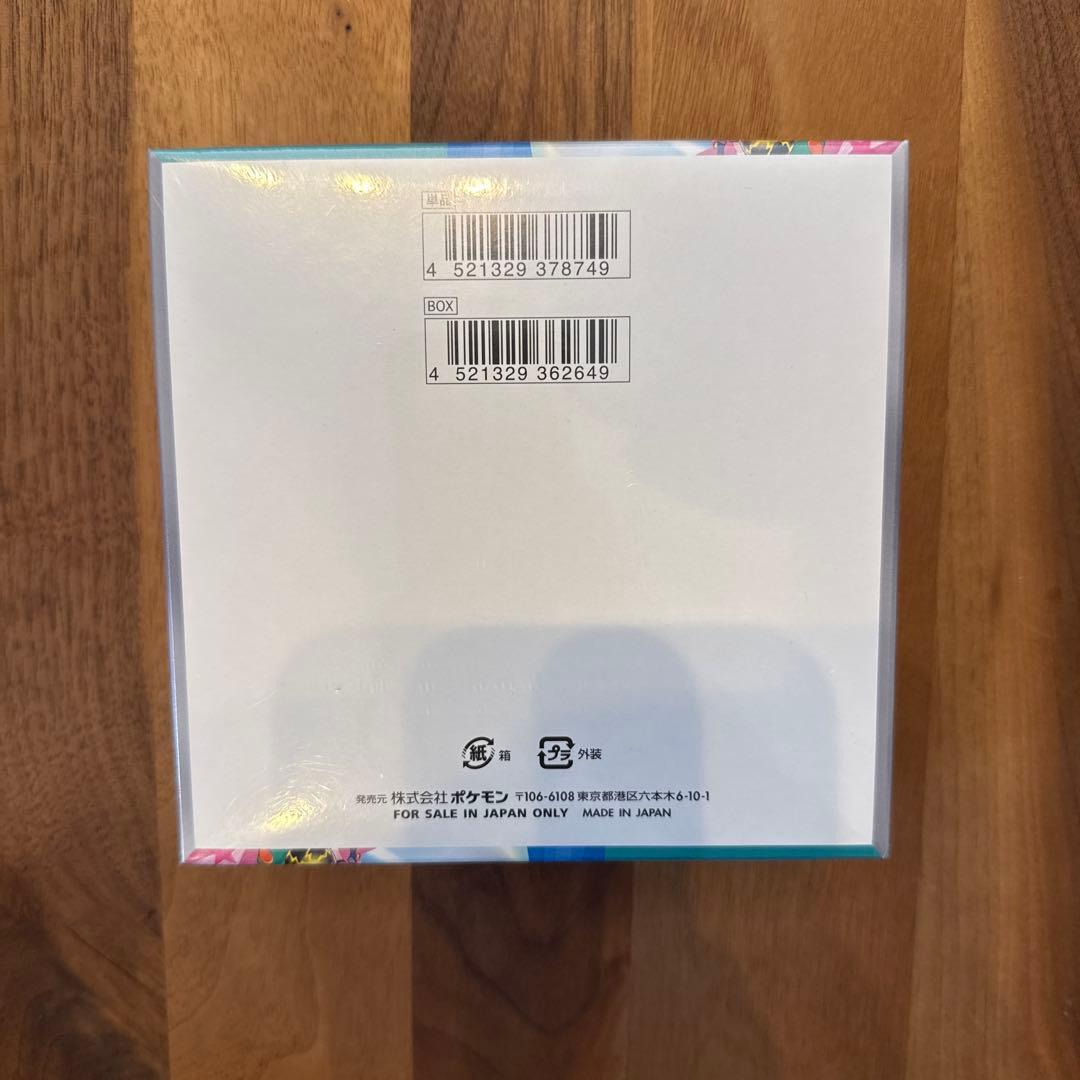 単品
4 521329 378749
BOX
4 521329 362649
紙 箱 プラ 外装
発売元 株式会社ポケモン 〒106-6108 東京都港区六本木6-10-1
FOR SALE IN JAPAN ONLY MADE IN JAPAN